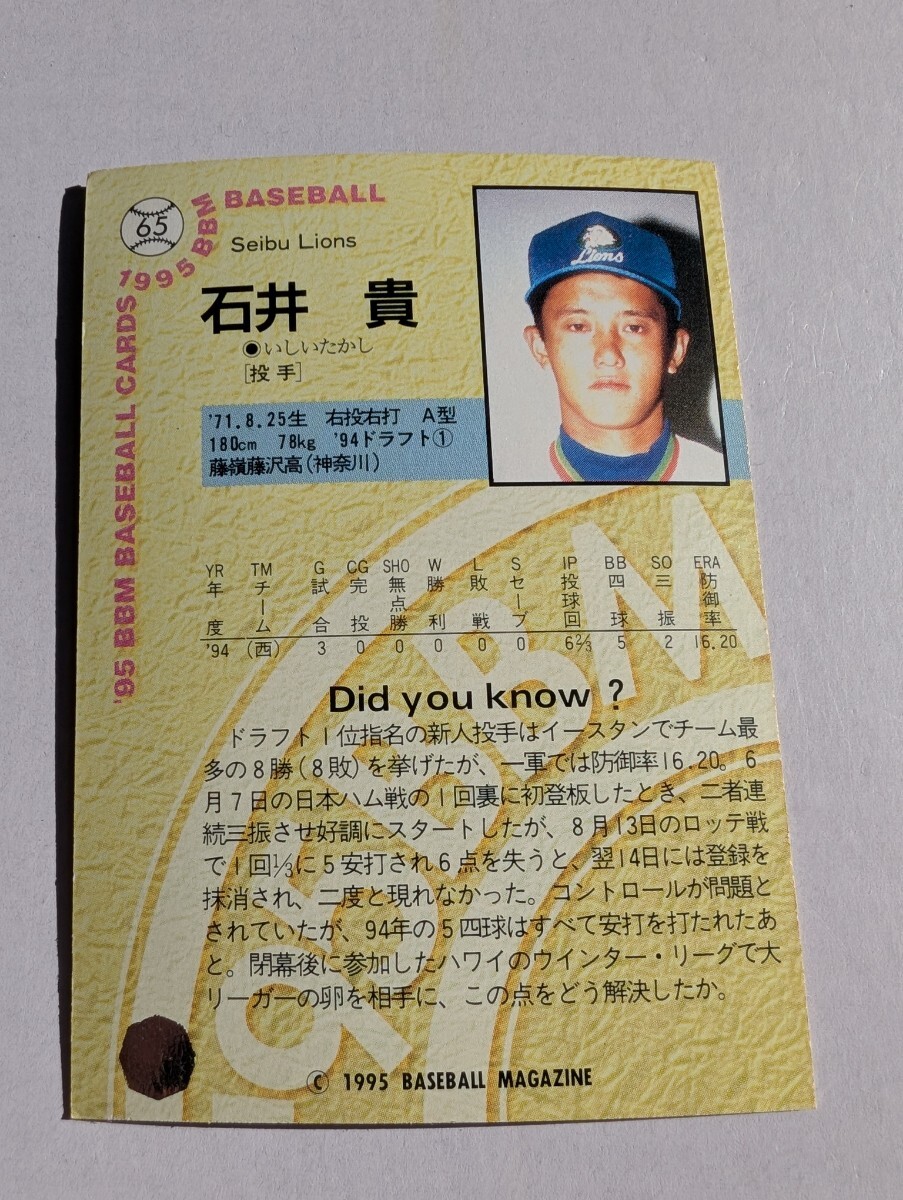 65
'95 BBM BASEBALL CARDS 1995 BBM BASEBALL
Seibu Lions
石井 貴
●いしいたかし
[投手]
Lions
'71.8.25生 右投右打 A型
180cm 78kg '94ドラフト①
藤嶺藤沢高(神奈川)
YR TM G CG SHO W L S IP BB SO ERA
年度 チーム 試合 完投 無点勝 勝利 敗戦 セーブ 投球回 四球 三振 防御率
'94 (西) 3 0 0 0 0 0 6 2/3 5 2 16.20
95 BBM
Did you know ?
ドラフト1位指名の新人投手はイースタンでチーム最
多の8勝(8敗)を挙げたが、一軍では防御率16.20。6
月7日の日本ハム戦の1回裏に初登板したとき、二者連
続三振させ好調にスタートしたが、8月13日のロッテ戦
で1回1/3に5安打され6点を失うと、翌14日には登録を
抹消され、二度と現れなかった。コントロールが問題と
されていたが、94年の5四球はすべて安打を打たれたあ
と。閉幕後に参加したハワイのウインター・リーグで大
リーガーの卵を相手に、この点をどう解決したか。
© 1995 BASEBALL MAGAZINE